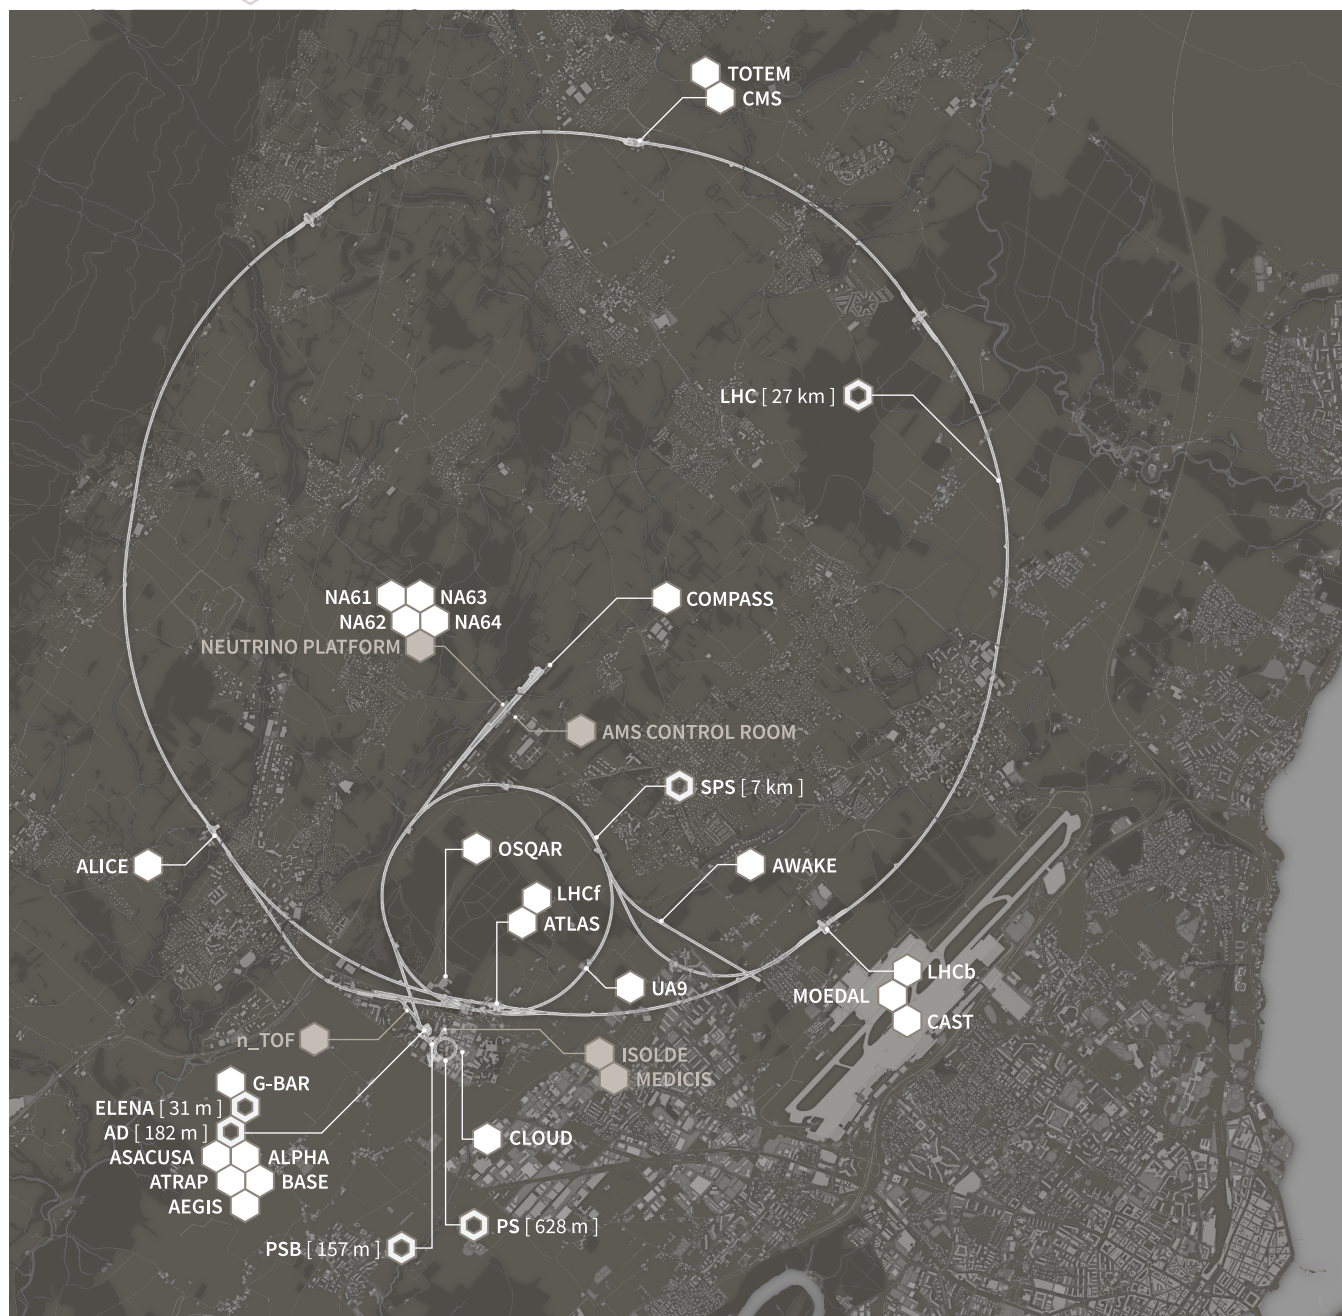 TOTEM
CMS
LHC [ 27 km ]
NA61 NA63
NA62 NA64
NEUTRINO PLATFORM
COMPASS
AMS CONTROL ROOM
SPS [ 7 km ]
OSQAR
ALICE
AWAKE
LHCf
ATLAS
LHCb
UA9
MOEDAL
CAST
n_TOF
ISOLDE
MEDICIS
G-BAR
ELENA [ 31 m ]
AD [ 182 m ]
CLOUD
ASACUSA ALPHA
ATRAP BASE
AEGIS
PS [ 628 m ]
PSB [ 157 m ]